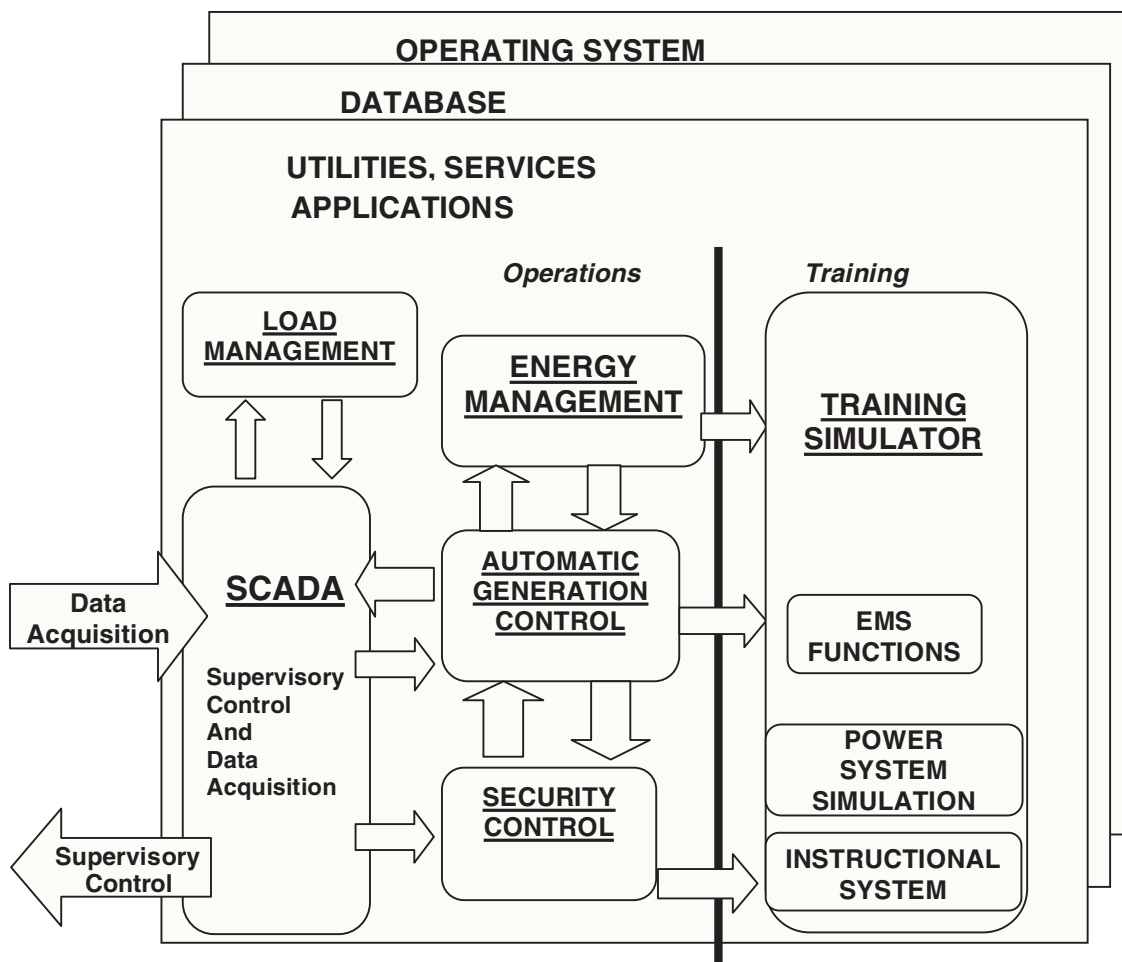 OPERATING SYSTEM
DATABASE
UTILITIES, SERVICES
APPLICATIONS
Operations
Training
LOAD
MANAGEMENT
ENERGY
MANAGEMENT
TRAINING
SIMULATOR
SCADA
Supervisory
Control
And
Data
Acquisition
Data
Acquisition
AUTOMATIC
GENERATION
CONTROL
EMS
FUNCTIONS
POWER
SYSTEM
SIMULATION
SECURITY
CONTROL
INSTRUCTIONAL
SYSTEM
Supervisory
Control